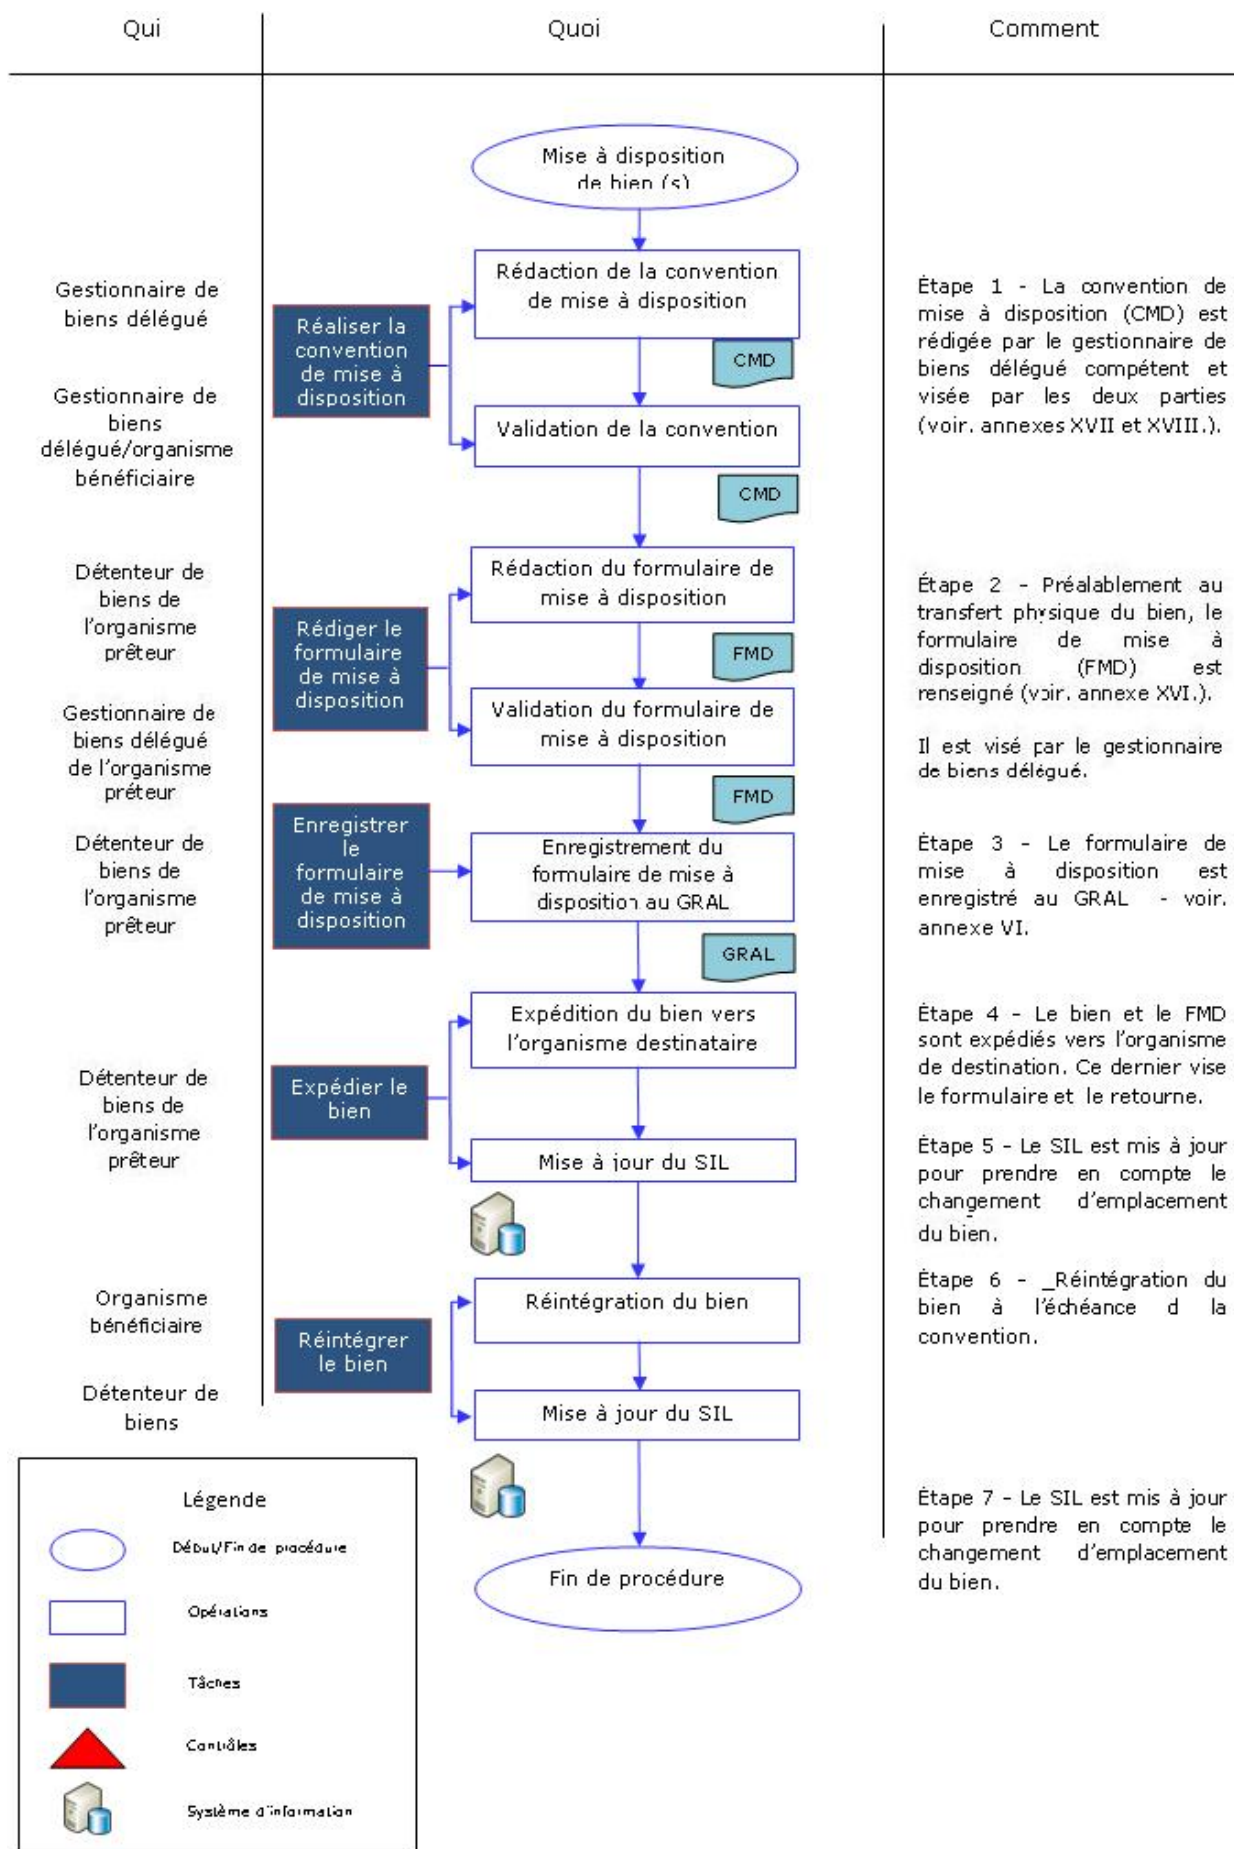 Qui
Quoi
Comment
Mise à disposition
de bien (s)
Gestionnaire de
biens délégué
Réaliser la
convention
de mise à
disposition
Rédaction de la convention
de mise à disposition
CMD
Étape 1 - La convention de
mise à disposition (CMD) est
rédigée par le gestionnaire de
biens délégué compétent et
visée par les deux parties
(voir. annexes XVII et XVIII.).
Gestionnaire de
biens
délégué/organisme
bénéficiaire
Validation de la convention
CMD
Détenteur de
biens de
l'organisme
prêteur
Rédiger le
formulaire
de mise à
disposition
Rédaction du formulaire de
mise à disposition
FMD
Étape 2 - Préalablement au
transfert physique du bien, le
formulaire de mise à
disposition (FMD) est
renseigné (voir. annexe XVI.).
Gestionnaire de
biens délégué
de l'organisme
prêteur
Validation du formulaire de
mise à disposition
FMD
Il est visé par le gestionnaire
de biens délégué.
Détenteur de
biens de
l'organisme
prêteur
Enregistrer
le
formulaire
de mise à
disposition
Enregistrement du
formulaire de mise à
disposition au GRAL
GRAL
Étape 3 - Le formulaire de
mise à disposition est
enregistré au GRAL - voir.
annexe VI.
Détenteur de
biens de
l'organisme
prêteur
Expédier le
bien
Expédition du bien vers
l'organisme destinataire
Étape 4 - Le bien et le FMD
sont expédiés vers l'organisme
de destination. Ce dernier vise
le formulaire et le retourne.
Mise à jour du SIL
Étape 5 - Le SIL est mis à jour
pour prendre en compte le
changement d'emplacement
du bien.
Organisme
bénéficiaire
Réintégrer
le bien
Réintégration du bien
Étape 6 - _Réintégration du
bien à l'échéance d la
convention.
Détenteur de
biens
Mise à jour du SIL
Étape 7 - Le SIL est mis à jour
pour prendre en compte le
changement d'emplacement
du bien.
Fin de procédure
Légende
Début/Fin de procédure
Opérations
Tâches
Contrôles
Système d'information